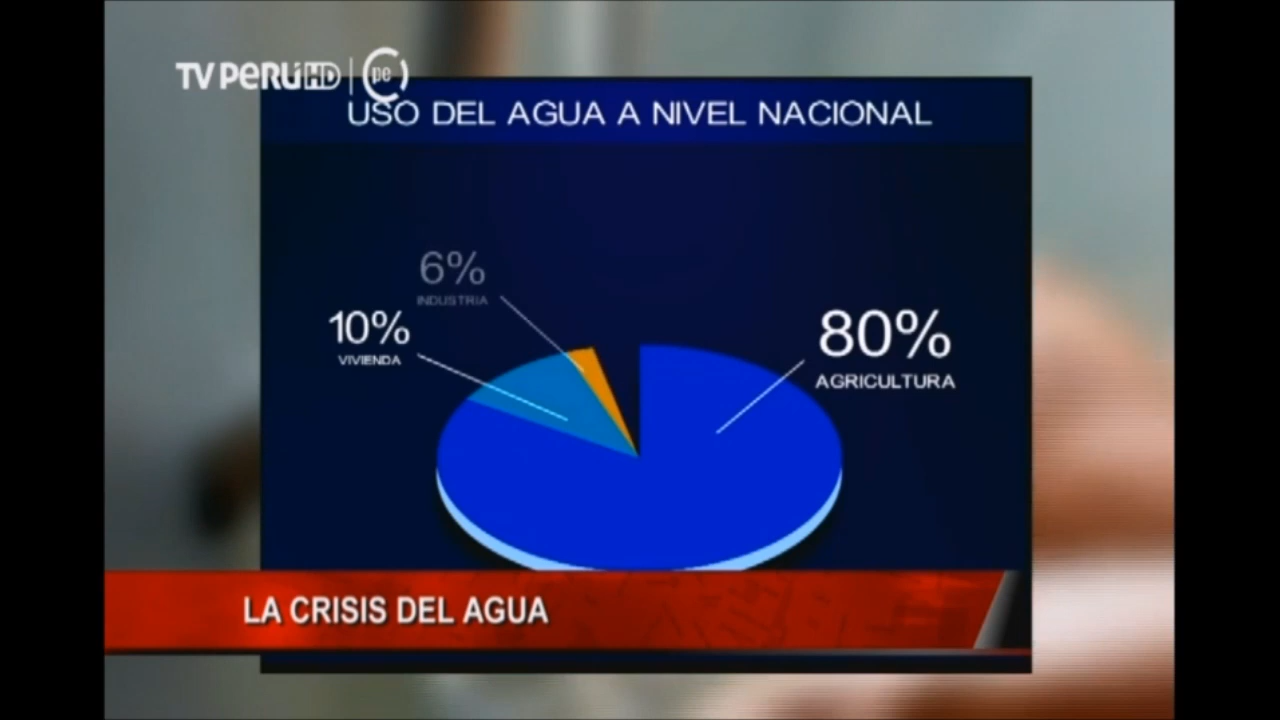 TV PERÚ HD | pe
USO DEL AGUA A NIVEL NACIONAL
6%
INDUSTRIA
10%
VIVIENDA
80%
AGRICULTURA
LA CRISIS DEL AGUA